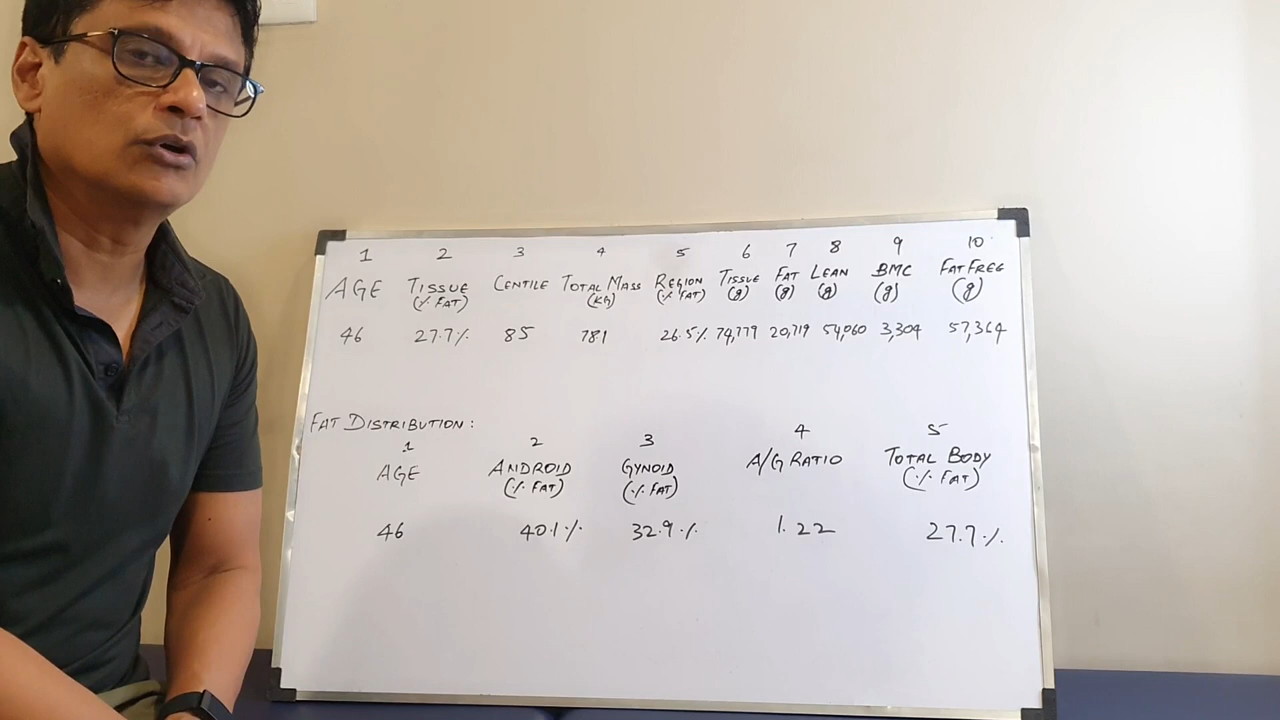 1 2 3 4 5 6 7 8 9 10
AGE TISSUE CENTILE TOTAL MASS REGION TISSUE FAT LEAN BMC FAT FREE
(% FAT) (KG) (% FAT) (g) (g) (g) (g) (g)
46 27.7% 85 78.1 26.5% 74,779 20,719 54,060 3,304 57,364
FAT DISTRIBUTION:
1 2 3 4 5
AGE ANDROID GYNOID A/G RATIO TOTAL BODY
(% FAT) (% FAT) (% FAT)
46 40.1% 32.9% 1.22 27.7%